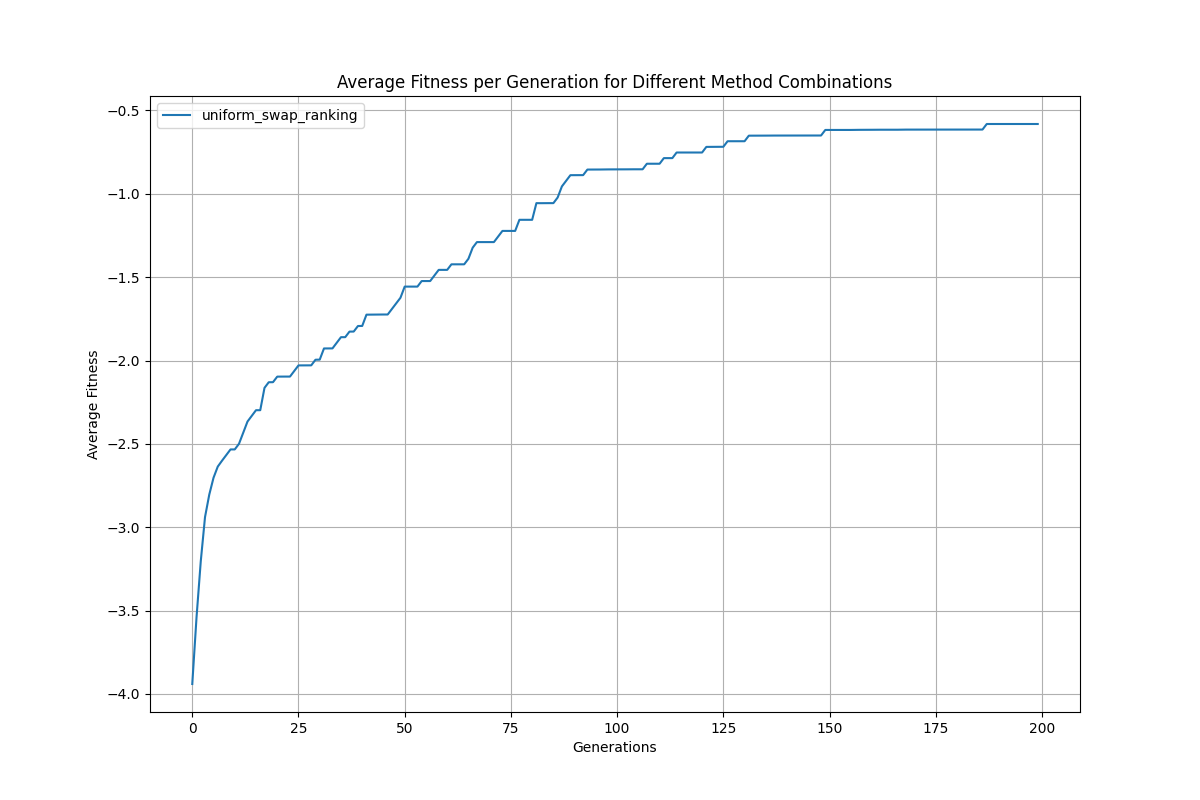 Average Fitness per Generation for Different Method Combinations
uniform_swap_ranking
−0.5
−1.0
−1.5
−2.0
−2.5
−3.0
−3.5
−4.0
Average Fitness
0 25 50 75 100 125 150 175 200
Generations